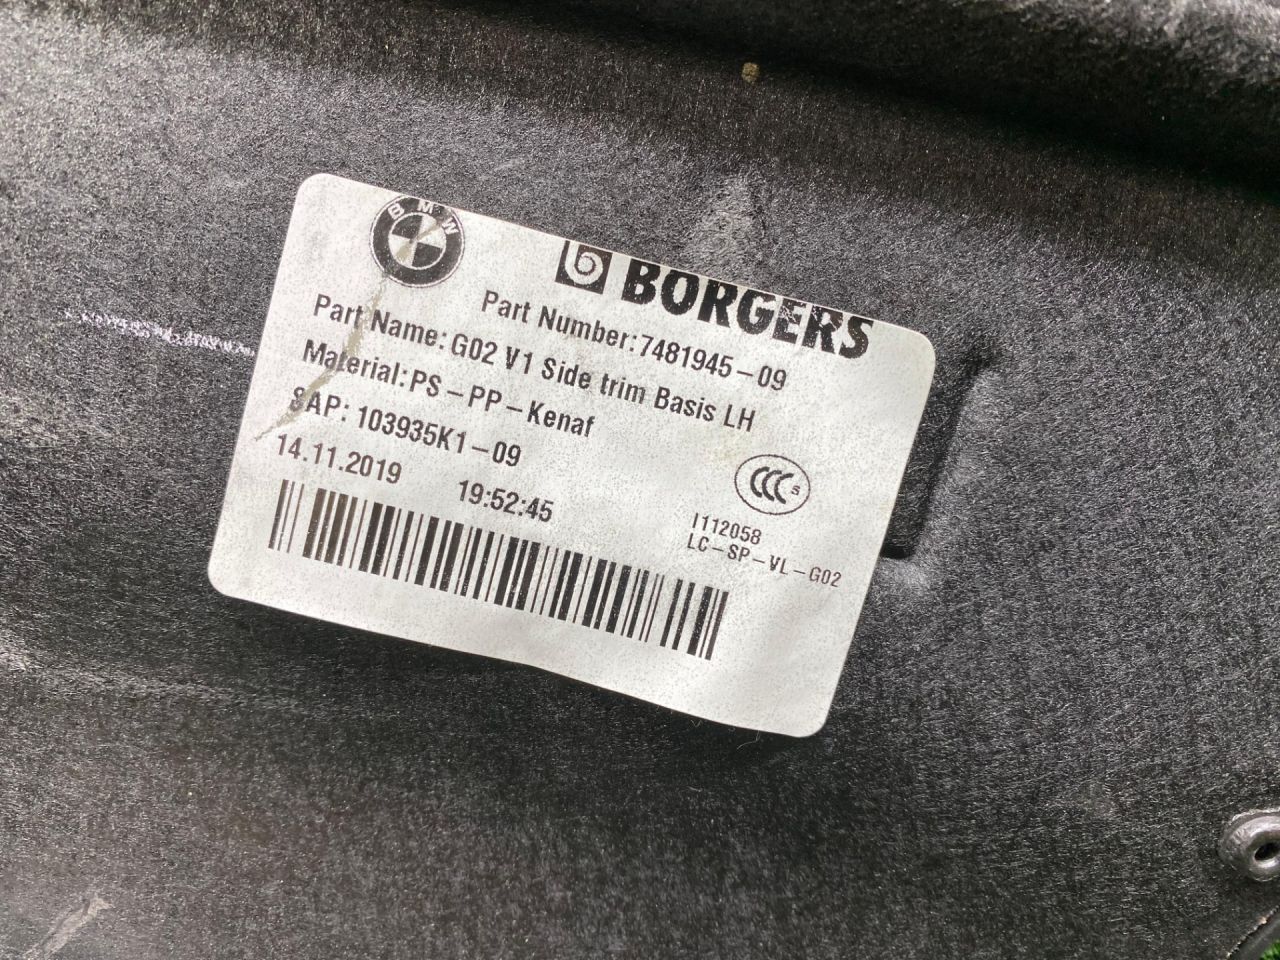 BMW
BORGERS
Part Number:7481945-09
Part Name:G02 V1 Side trim Basis LH
Material:PS-PP-Kenaf
SAP: 103935K1-09
14.11.2019 19:52:45
CCC S
I112058
LC-SP-VL-G02